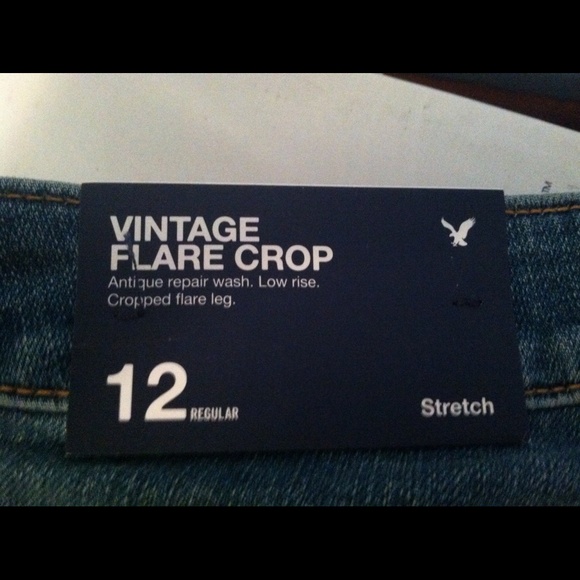 VINTAGE
FLARE CROP
Antique repair wash. Low rise.
Cropped flare leg.
12 REGULAR
Stretch